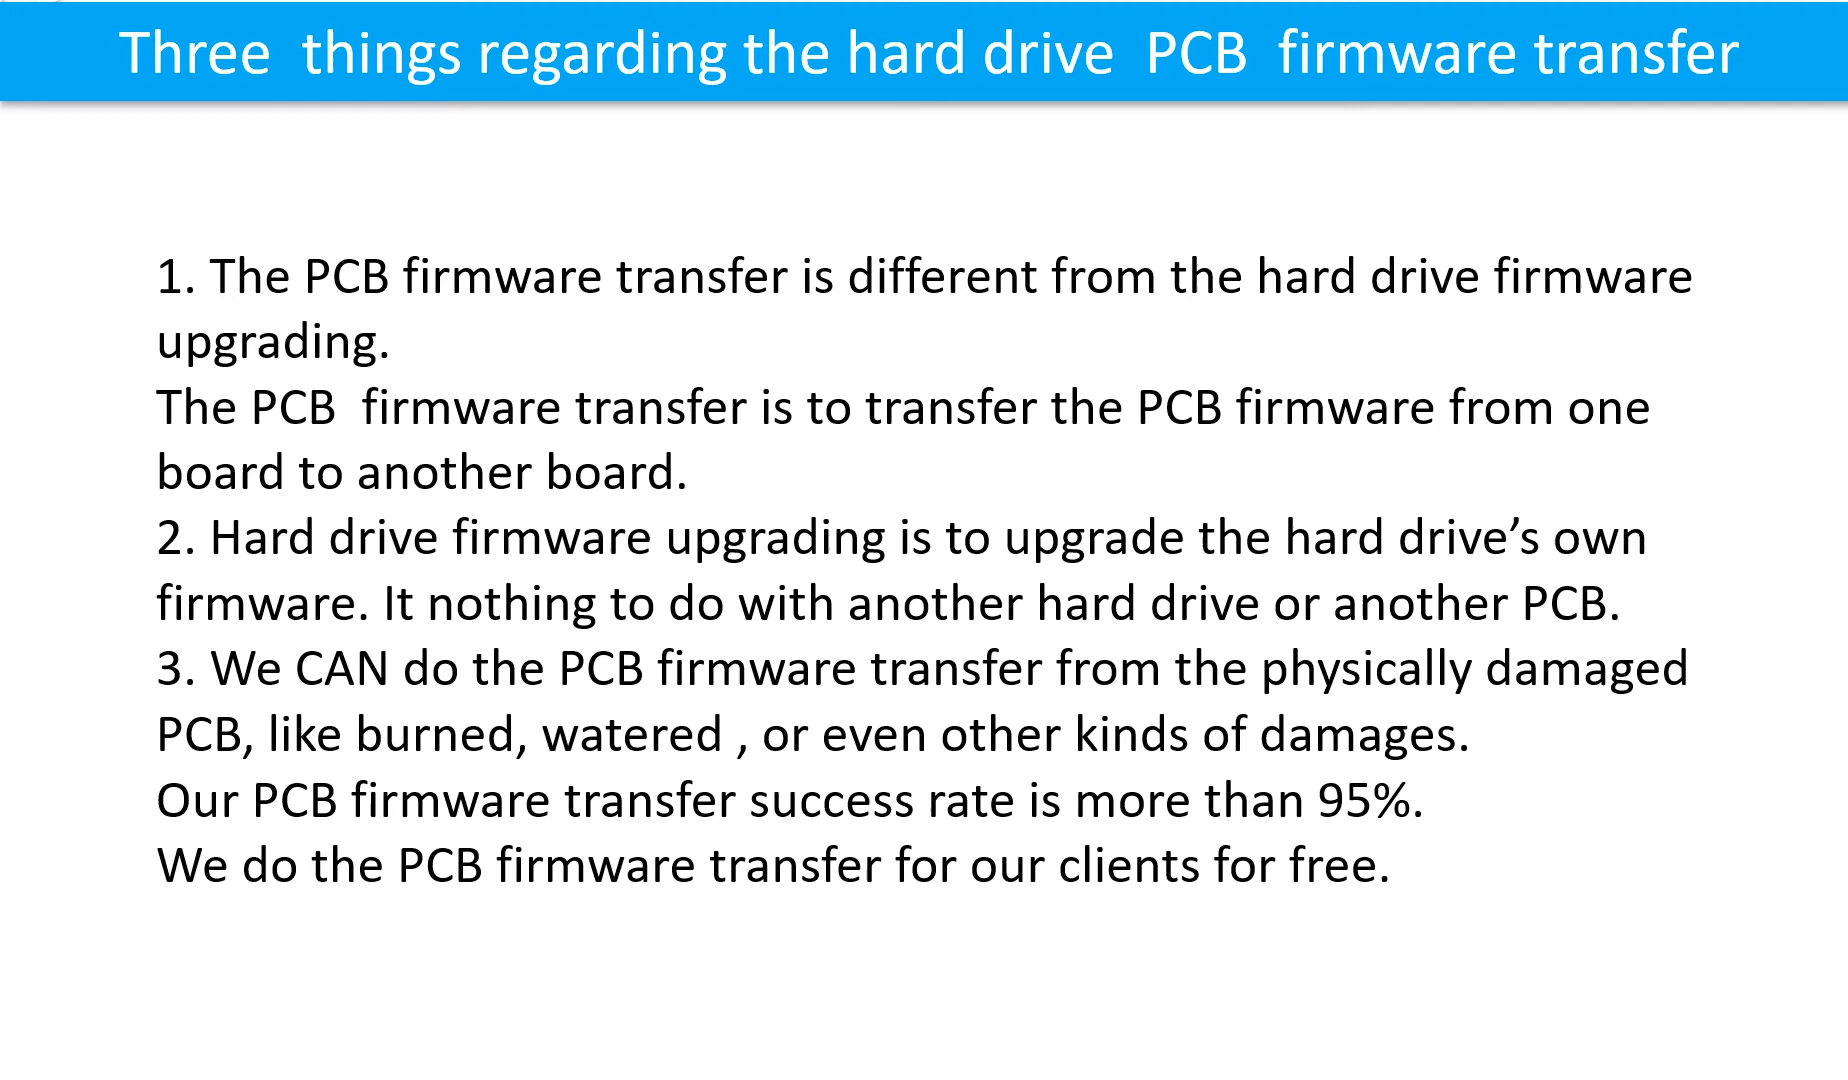 Three  things regarding the hard drive  PCB  firmware transfer
1. The PCB firmware transfer is different from the hard drive firmware
upgrading.
The PCB  firmware transfer is to transfer the PCB firmware from one
board to another board.
2. Hard drive firmware upgrading is to upgrade the hard drive’s own
firmware. It nothing to do with another hard drive or another PCB.
3. We CAN do the PCB firmware transfer from the physically damaged
PCB, like burned, watered , or even other kinds of damages.
Our PCB firmware transfer success rate is more than 95%.
We do the PCB firmware transfer for our clients for free.